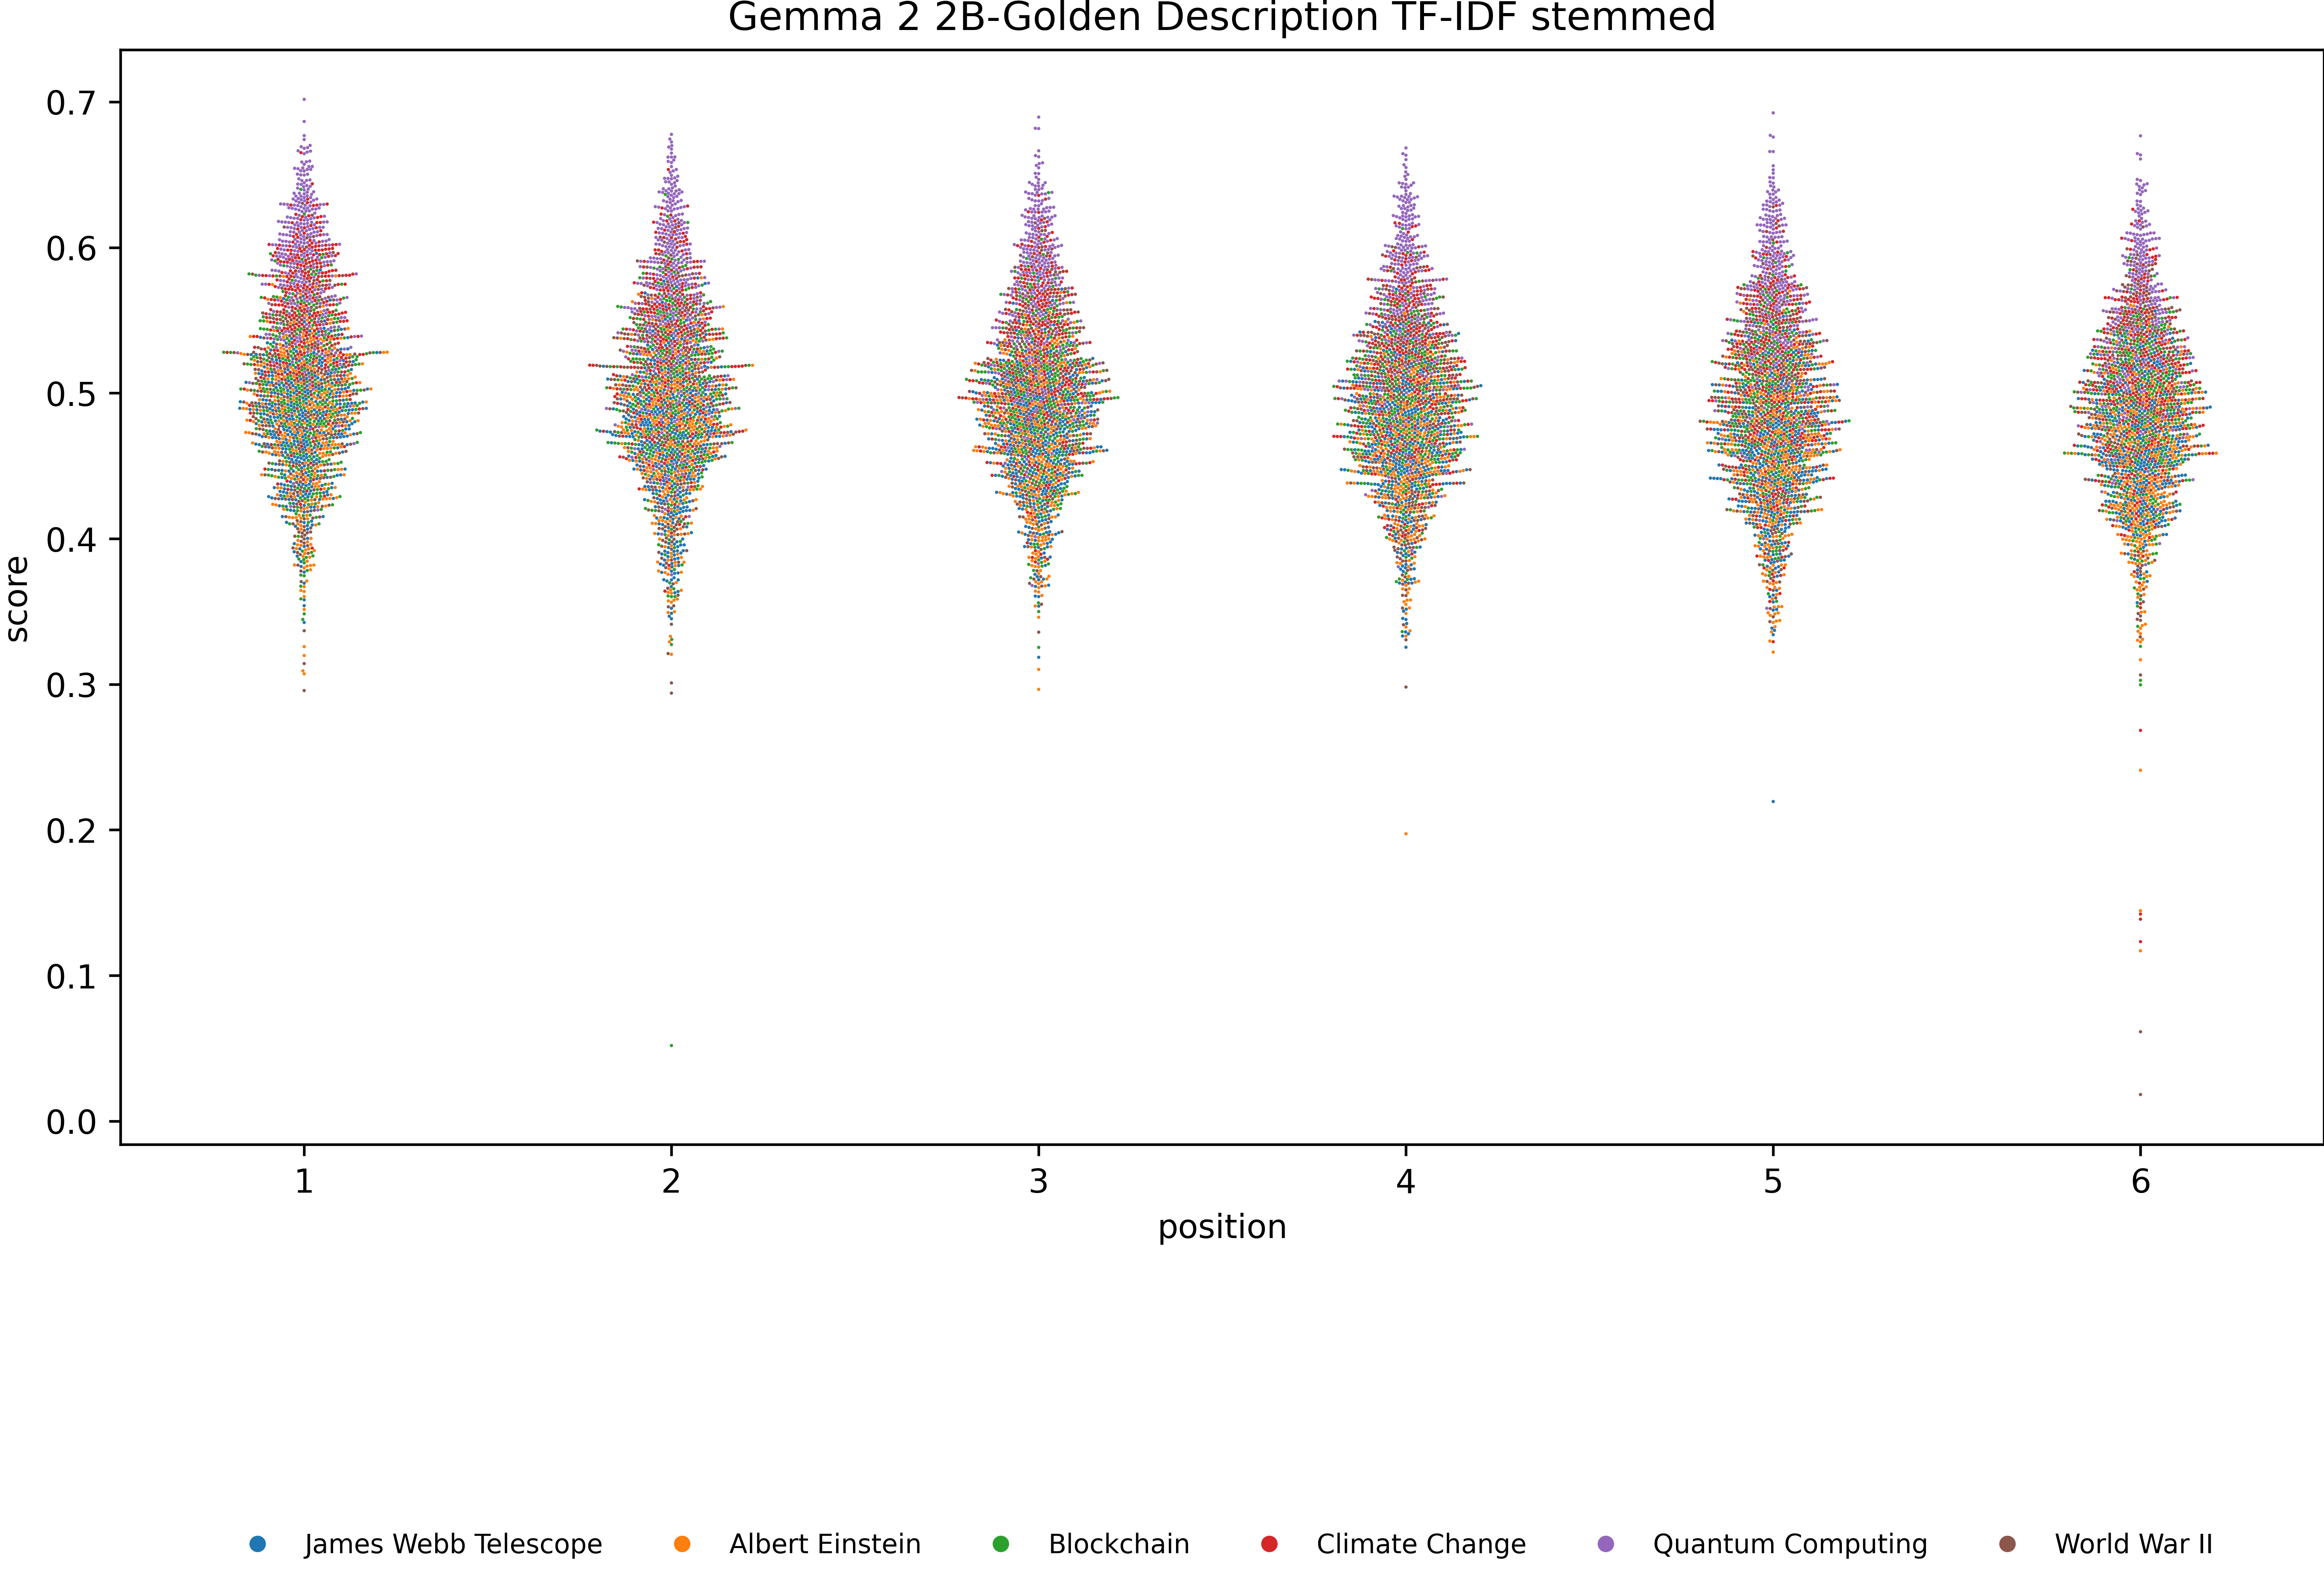 Gemma 2 2B-Golden Description TF-IDF stemmed
0.7
0.6
0.5
0.4
0.3
0.2
0.1
0.0
score
1 2 3 4 5 6
position
James Webb Telescope Albert Einstein Blockchain Climate Change Quantum Computing World War II